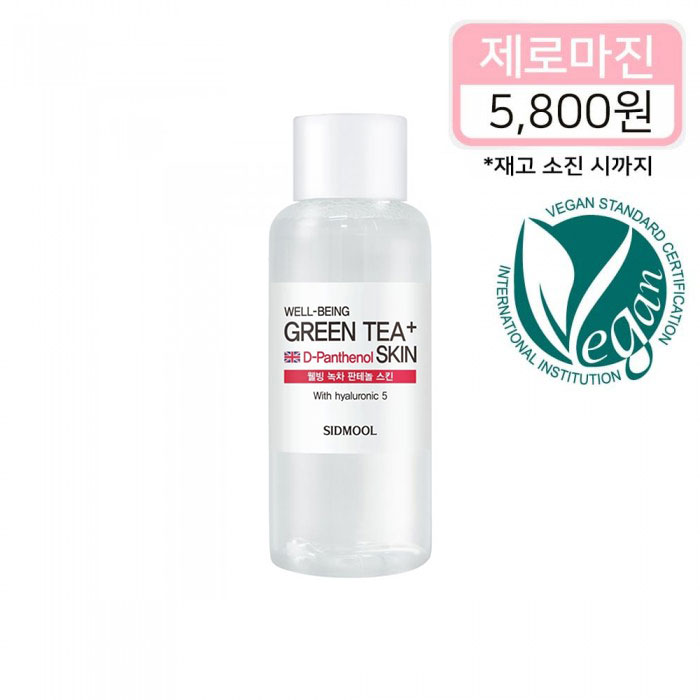 제로마진
5,800원
*재고 소진 시까지
VEGAN STANDARD CERTIFICATION
INTERNATIONAL INSTITUTION
Vegan
WELL-BEING
GREEN TEA+
D-Panthenol SKIN
웰빙 녹차 판테놀 스킨
With hyaluronic 5
SIDMOOL